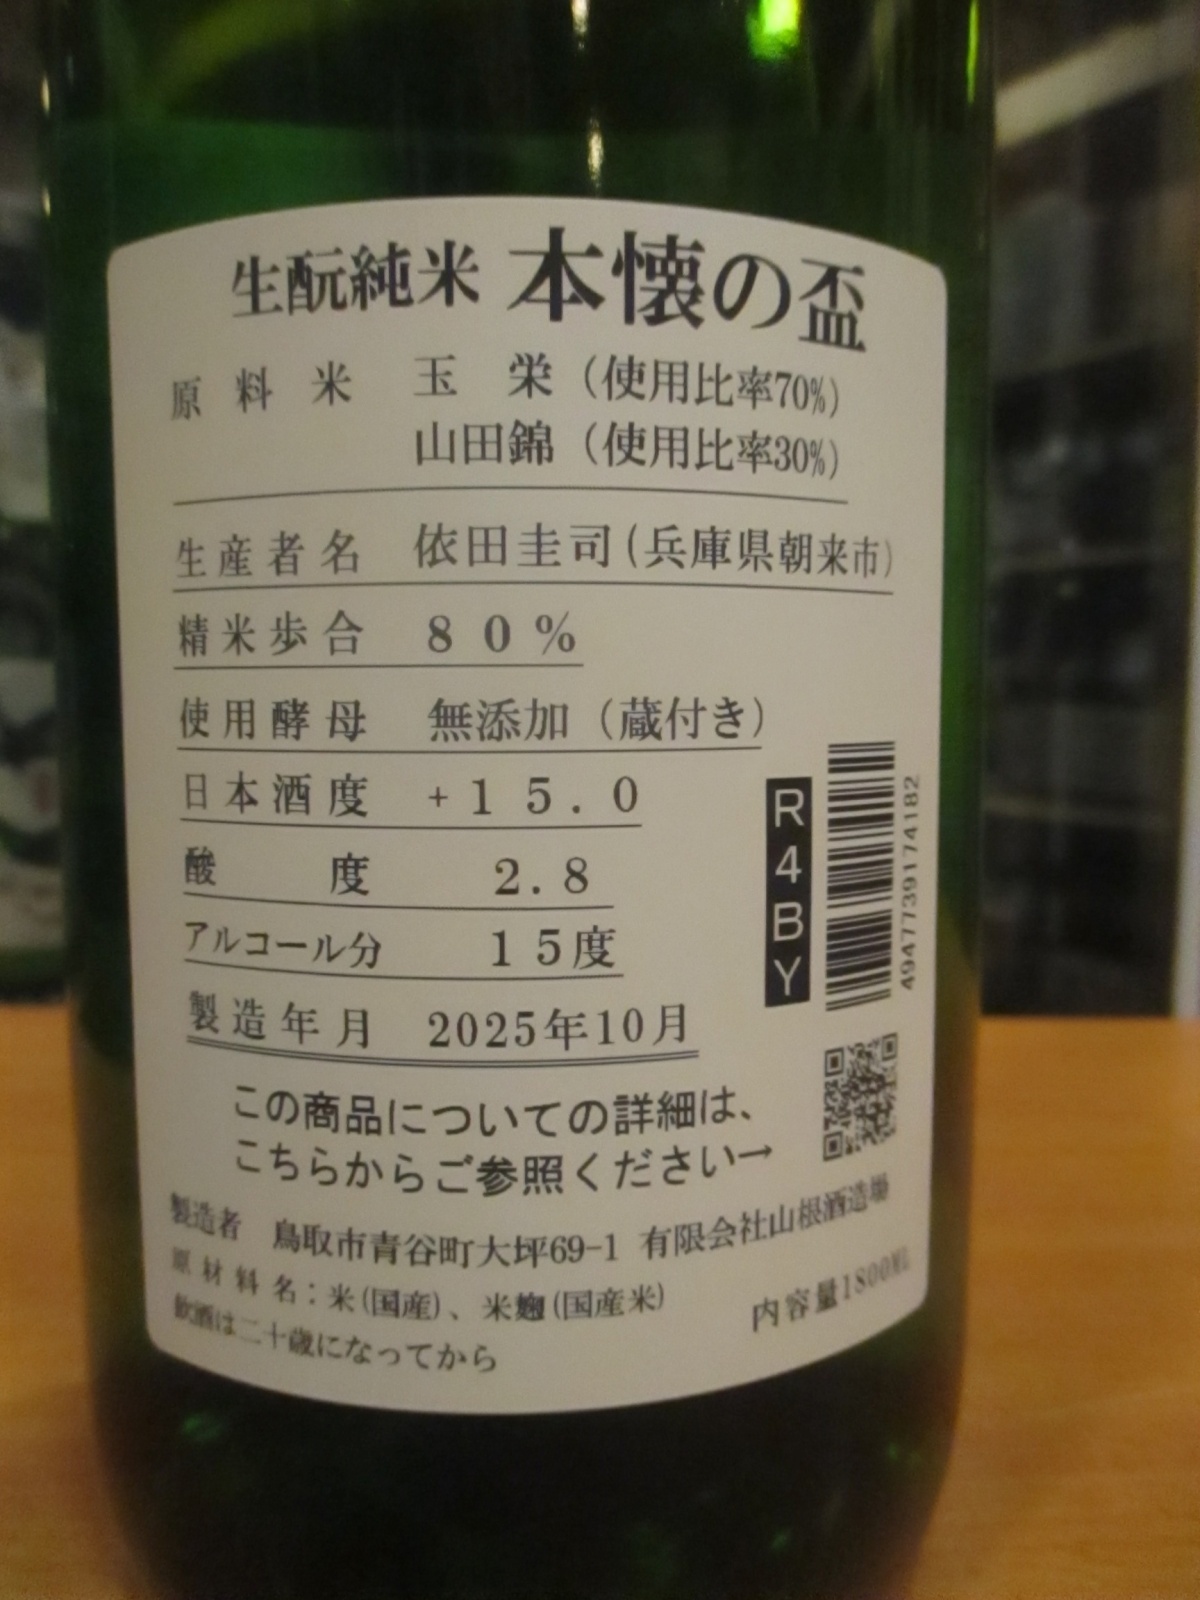 生酛純米 本懐の盃
原料米 玉 栄（使用比率70%）
山田錦（使用比率30%）
生産者名 依田圭司（兵庫県朝来市）
精米歩合 80%
使用酵母 無添加（蔵付き）
日本酒度 +15.0
酸度 2.8
アルコール分 15度
製造年月 2025年10月
R4BY
4947739174182
この商品についての詳細は、
こちらからご参照ください→
製造者 鳥取市青谷町大坪69-1 有限会社山根酒造場
原材料名：米(国産)、米麹(国産米)
内容量1800ML
飲酒は二十歳になってから